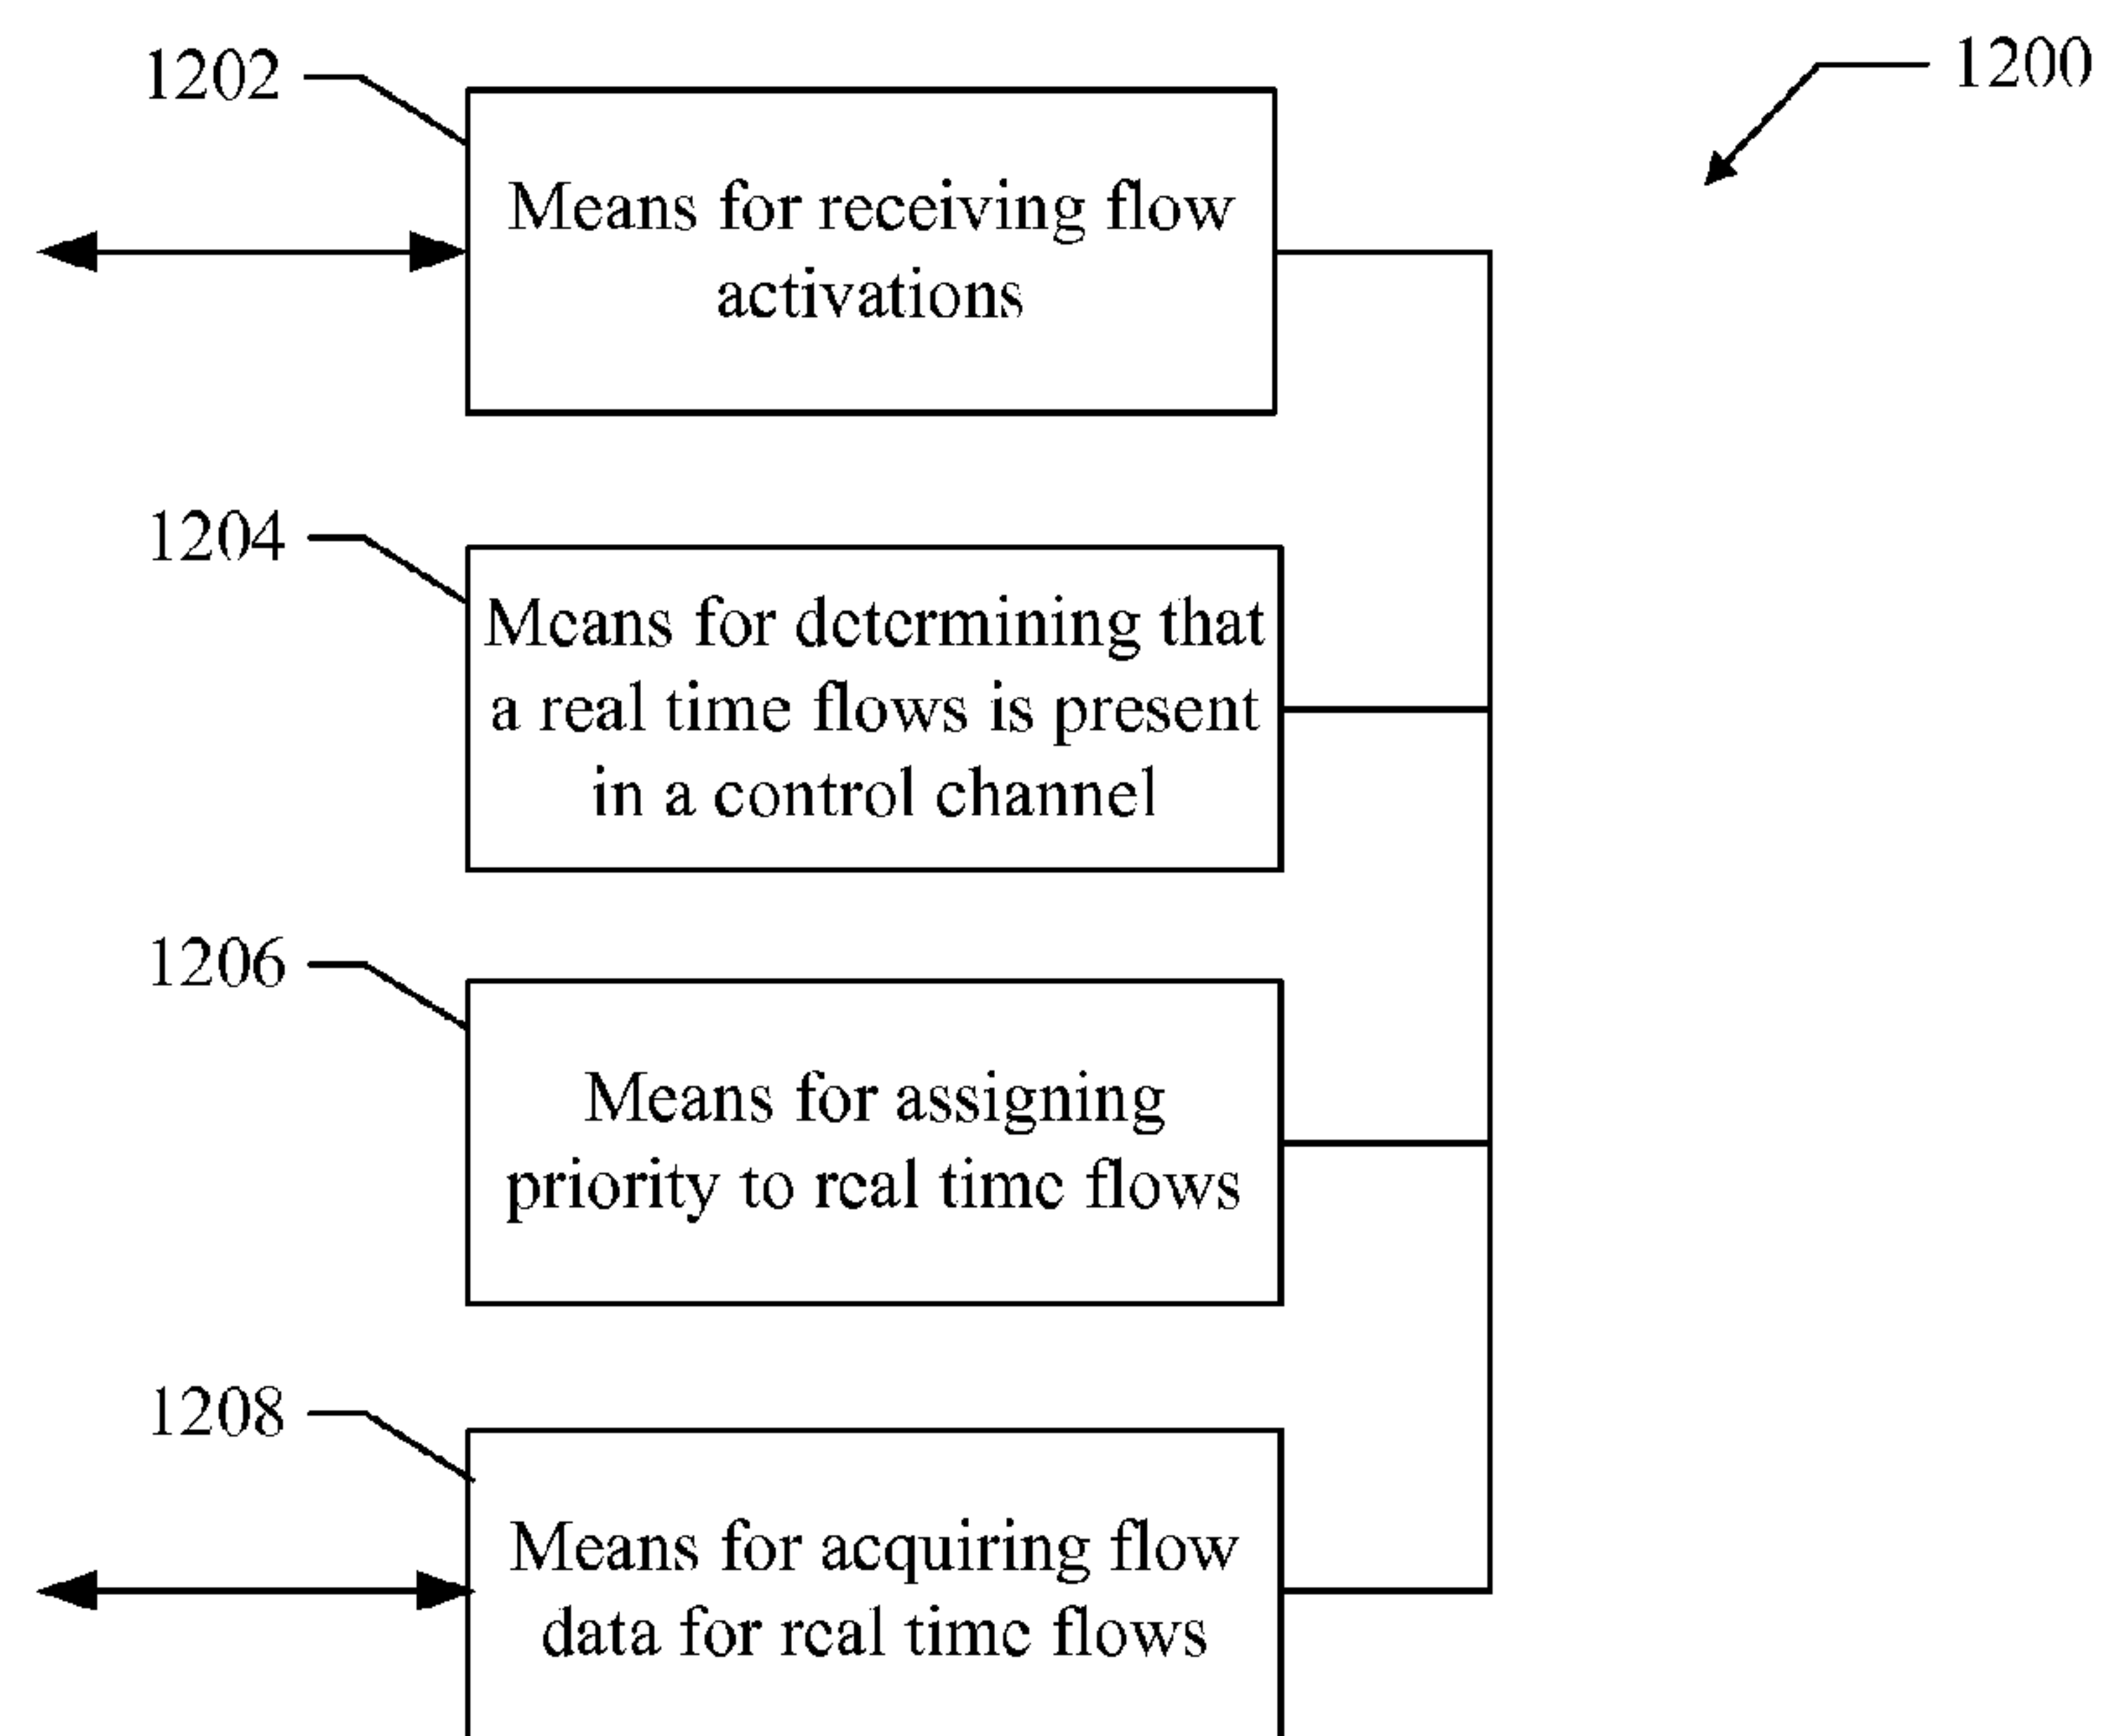 1200
1202
Means for receiving flow
activations
1204
Means for determining that
a real time flows is present
in a control channel
1206
Means for assigning
priority to real time flows
1208
Means for acquiring flow
data for real time flows